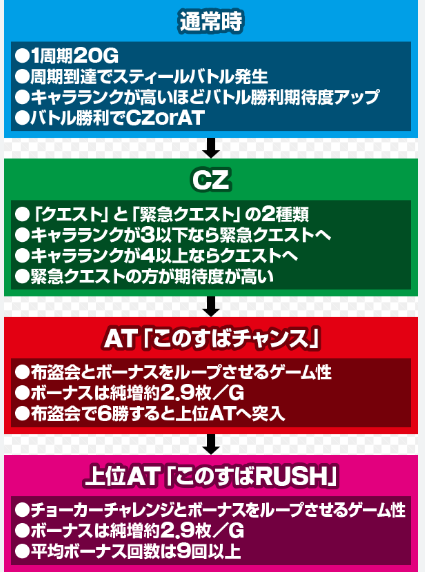 通常時
●1周期20G
●周期到達でスティールバトル発生
●キャラランクが高いほどバトル勝利期待度アップ
●バトル勝利でCZorAT
CZ
●「クエスト」と「緊急クエスト」の2種類
●キャラランクが3以下なら緊急クエストへ
●キャラランクが4以上ならクエストへ
●緊急クエストの方が期待度が高い
AT「このすばチャンス」
●布盗会とボーナスをループさせるゲーム性
●ボーナスは純増約2.9枚／G
●布盗会で6勝すると上位ATへ突入
上位AT「このすばRUSH」
●チョーカーチャレンジとボーナスをループさせるゲーム性
●ボーナスは純増約2.9枚／G
●平均ボーナス回数は9回以上